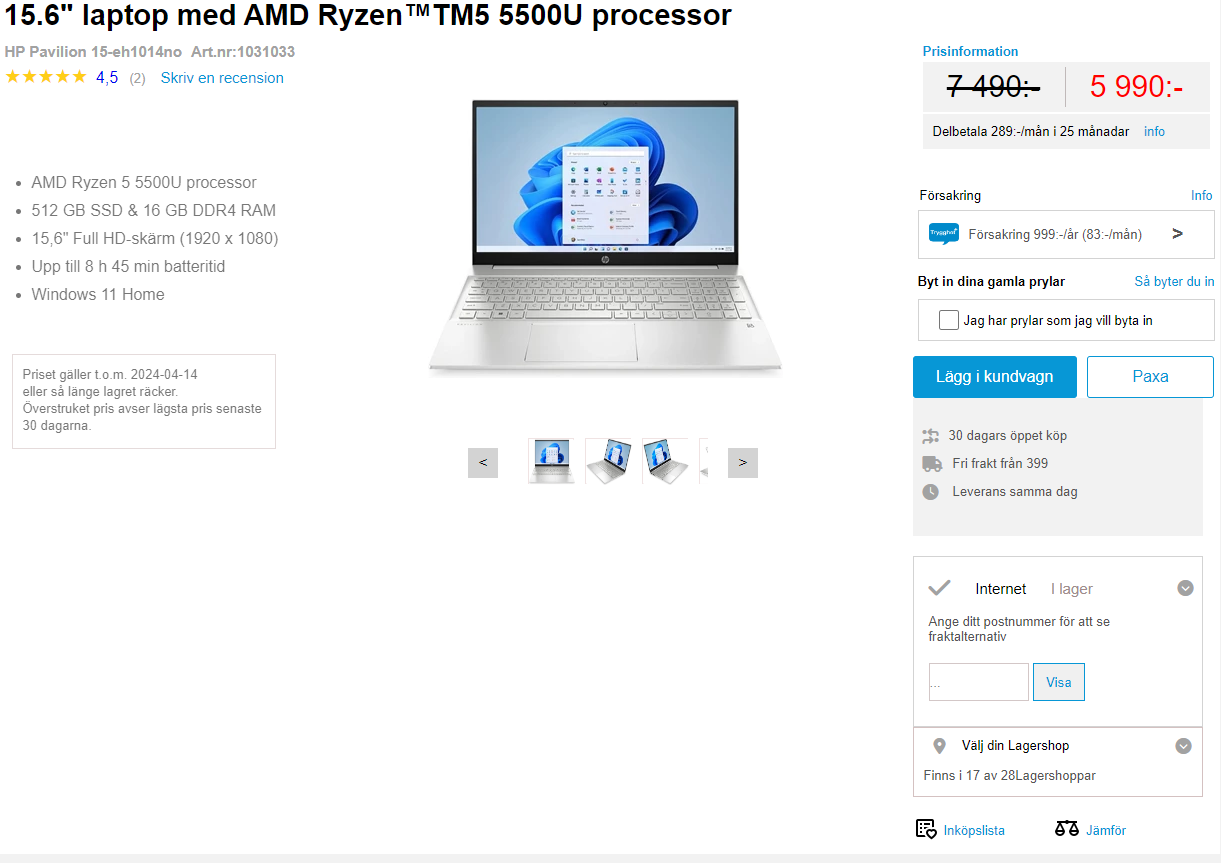 15.6" laptop med AMD Ryzen™TM5 5500U processor
HP Pavilion 15-eh1014no Art.nr:1031033
4,5 (2) Skriv en recension
AMD Ryzen 5 5500U processor
512 GB SSD & 16 GB DDR4 RAM
15,6" Full HD-skärm (1920 x 1080)
Upp till 8 h 45 min batteritid
Windows 11 Home
Priset gäller t.o.m. 2024-04-14
eller så länge lagret räcker.
Överstruket pris avser lägsta pris senaste
30 dagarna.
hp
< >
Prisinformation
7 490:- 5 990:-
Delbetala 289:-/mån i 25 månadar info
Försakring Info
Trygghet Försakring 999:-/år (83:-/mån) >
Byt in dina gamla prylar Så byter du in
Jag har prylar som jag vill byta in
Lägg i kundvagn Paxa
30 dagars öppet köp
Fri frakt från 399
Leverans samma dag
Internet I lager
Ange ditt postnummer för att se
fraktalternativ
... Visa
Välj din Lagershop
Finns i 17 av 28Lagershoppar
Inköpslista Jämför